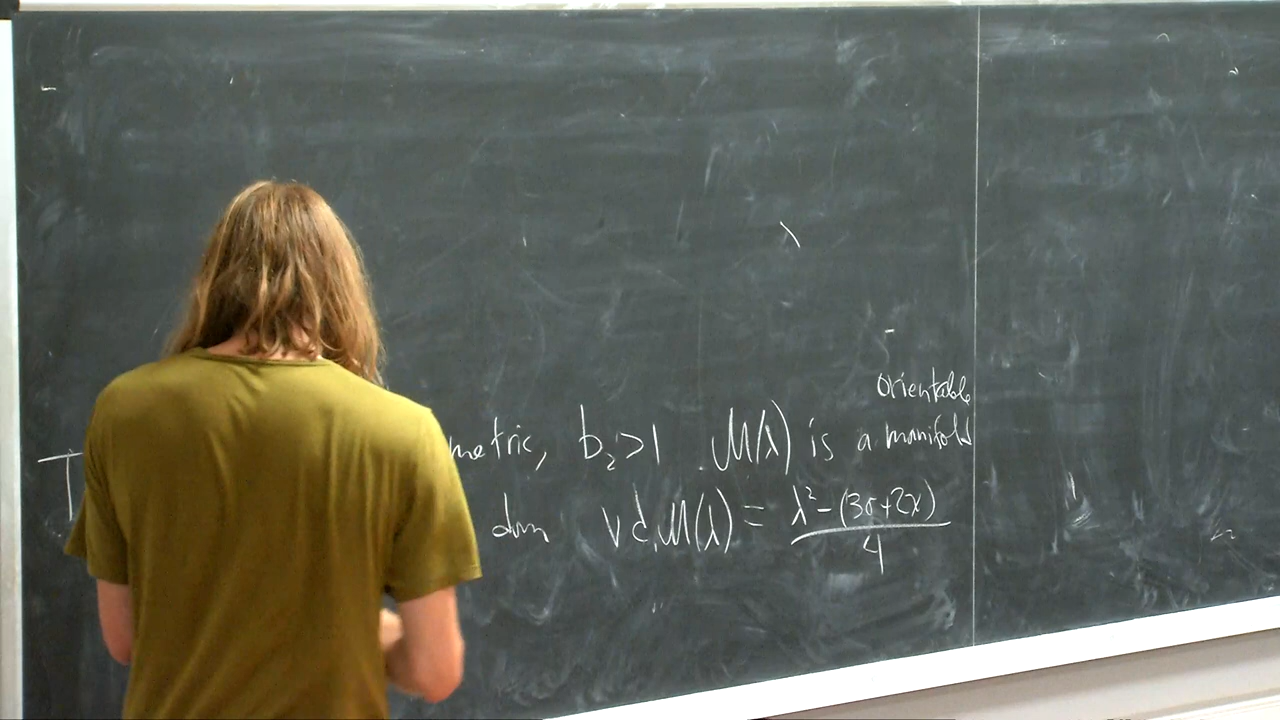 orientable
metric, b₂>1 . M(λ) is a manifold
dim vd M(λ) = λ²-(3σ+2χ) / 4